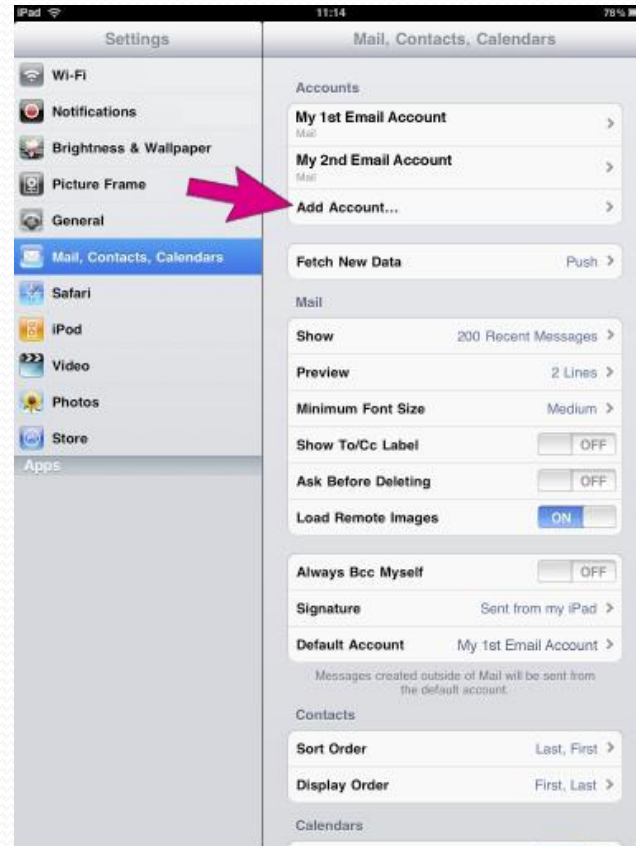 iPad 11:14 78%
Settings
Wi-Fi
Notifications
Brightness & Wallpaper
Picture Frame
General
Mail, Contacts, Calendars
Safari
iPod
Video
Photos
Store
Apps
Mail, Contacts, Calendars
Accounts
My 1st Email Account
Mail
My 2nd Email Account
Mail
Add Account...
Fetch New Data Push
Mail
Show 200 Recent Messages
Preview 2 Lines
Minimum Font Size Medium
Show To/Cc Label OFF
Ask Before Deleting OFF
Load Remote Images ON
Always Bcc Myself OFF
Signature Sent from my iPad
Default Account My 1st Email Account
Messages created outside of Mail will be sent from
the default account.
Contacts
Sort Order Last, First
Display Order First, Last
Calendars